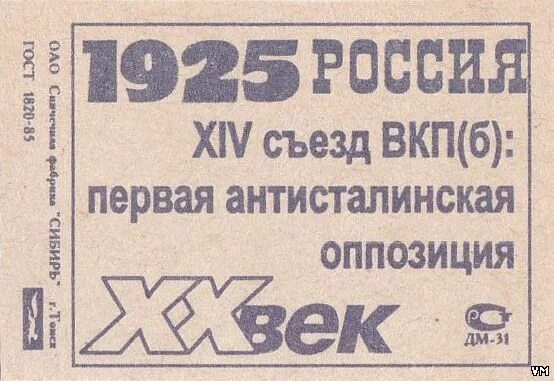 1925 РОССИЯ
XIV съезд ВКП(б):
первая антисталинская
оппозиция
XX век
РСТ
ДМ-31
ОАО Спичечная фабрика "СИБИРЬ" г. Томск
ГОСТ 1820-85
VM